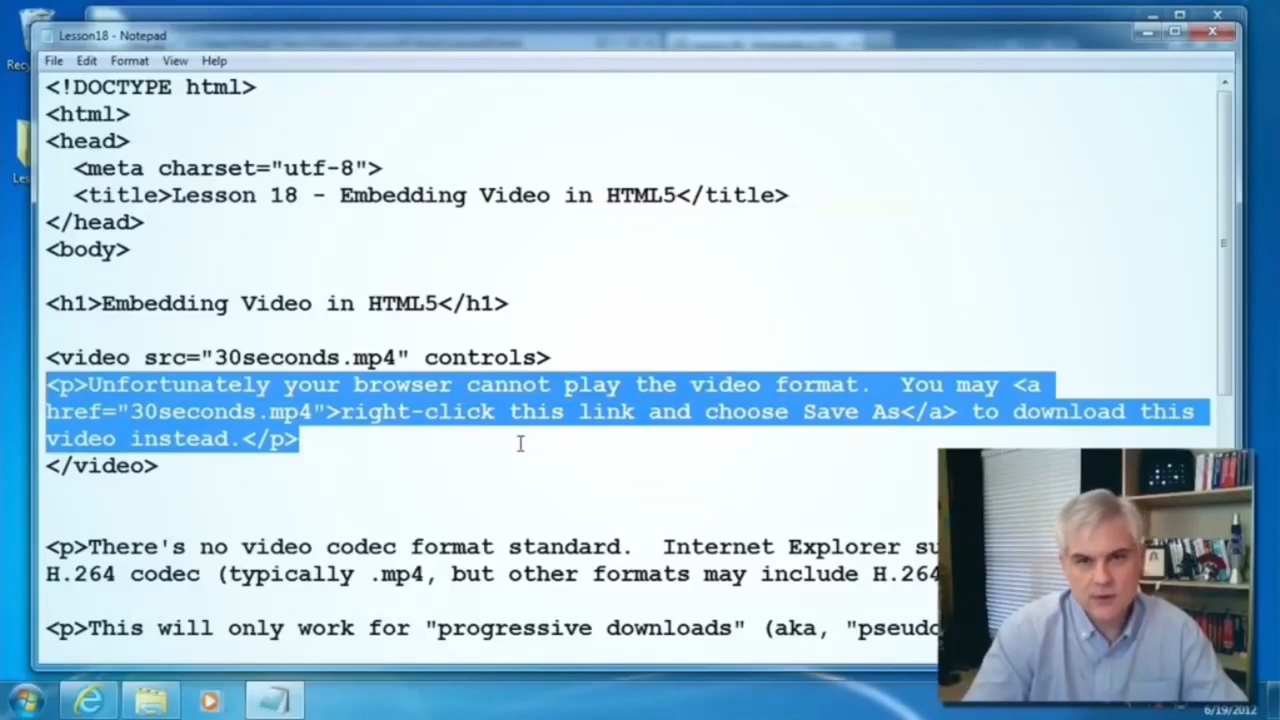 Lesson18 - Notepad
File Edit Format View Help
<!DOCTYPE html>
<html>
<head>
<meta charset="utf-8">
<title>Lesson 18 - Embedding Video in HTML5</title>
</head>
<body>
<h1>Embedding Video in HTML5</h1>
<video src="30seconds.mp4" controls>
<p>Unfortunately your browser cannot play the video format.  You may <a
href="30seconds.mp4">right-click this link and choose Save As</a> to download this
video instead.</p>
</video>
<p>There's no video codec format standard.  Internet Explorer su
H.264 codec (typically .mp4, but other formats may include H.264
<p>This will only work for "progressive downloads" (aka, "pseudo
6/19/2012